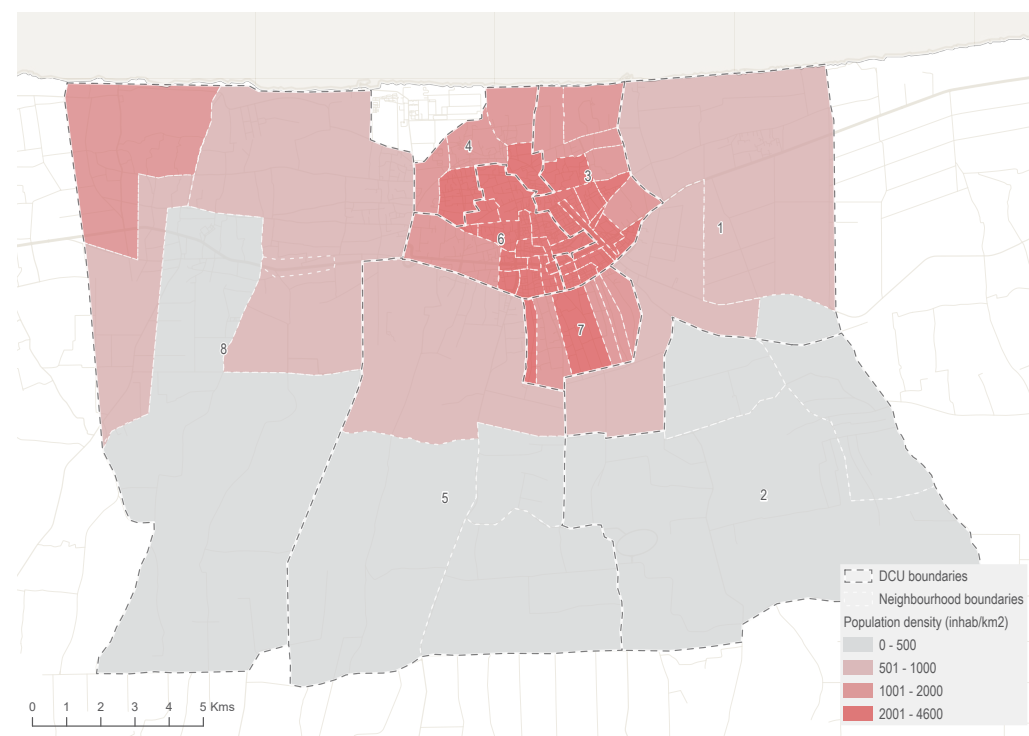 4
3
1
6
7
8
5
2
DCU boundaries
Neighbourhood boundaries
Population density (inhab/km2)
0 - 500
501 - 1000
1001 - 2000
2001 - 4600
0 1 2 3 4 5 Kms